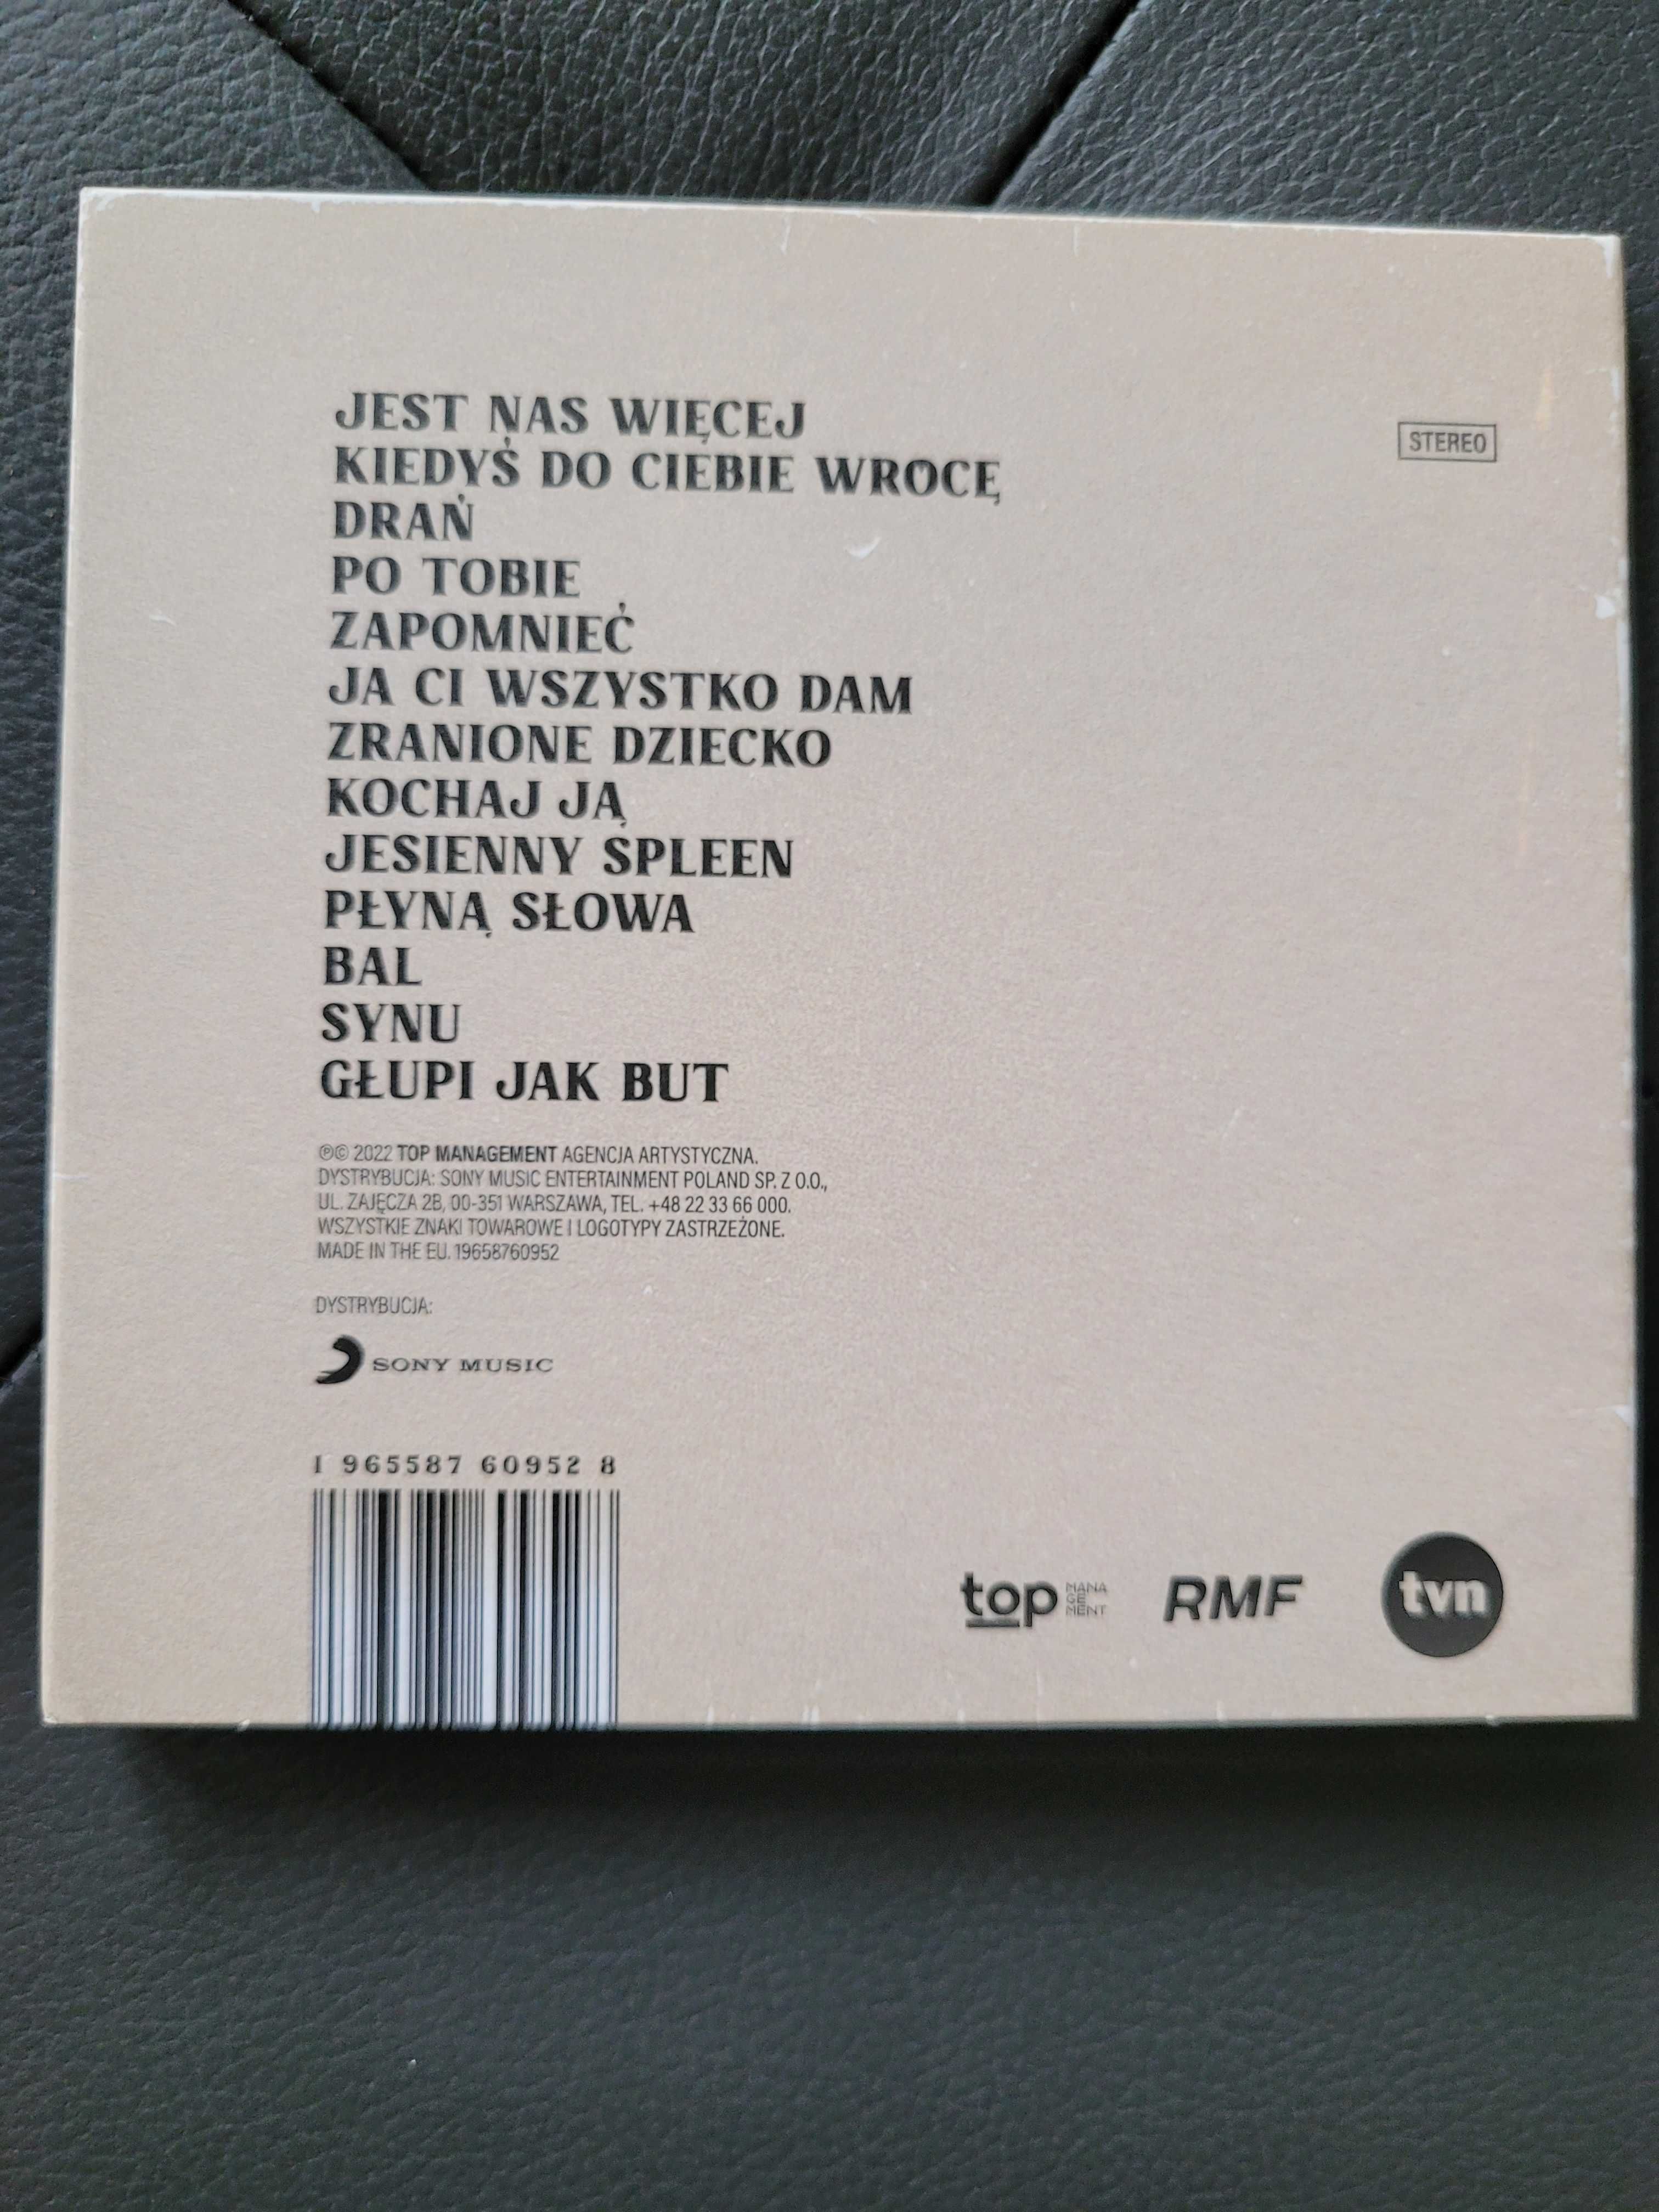 JEST NAS WIĘCEJ
KIEDYŚ DO CIEBIE WROCĘ
DRAŃ
PO TOBIE
ZAPOMNIEĆ
JA CI WSZYSTKO DAM
ZRANIONE DZIECKO
KOCHAJ JĄ
JESIENNY SPLEEN
PŁYNĄ SŁOWA
BAL
SYNU
GŁUPI JAK BUT
STEREO
℗© 2022 TOP MANAGEMENT AGENCJA ARTYSTYCZNA.
DYSTRYBUCJA: SONY MUSIC ENTERTAINMENT POLAND SP. Z O.O.,
UL. ZAJĘCZA 2B, 00-351 WARSZAWA, TEL. +48 22 33 66 000.
WSZYSTKIE ZNAKI TOWAROWE I LOGOTYPY ZASTRZEŻONE.
MADE IN THE EU. 19658760952
DYSTRYBUCJA:
SONY MUSIC
1 965587 60952 8
top MANAGEMENT
RMF
tvn